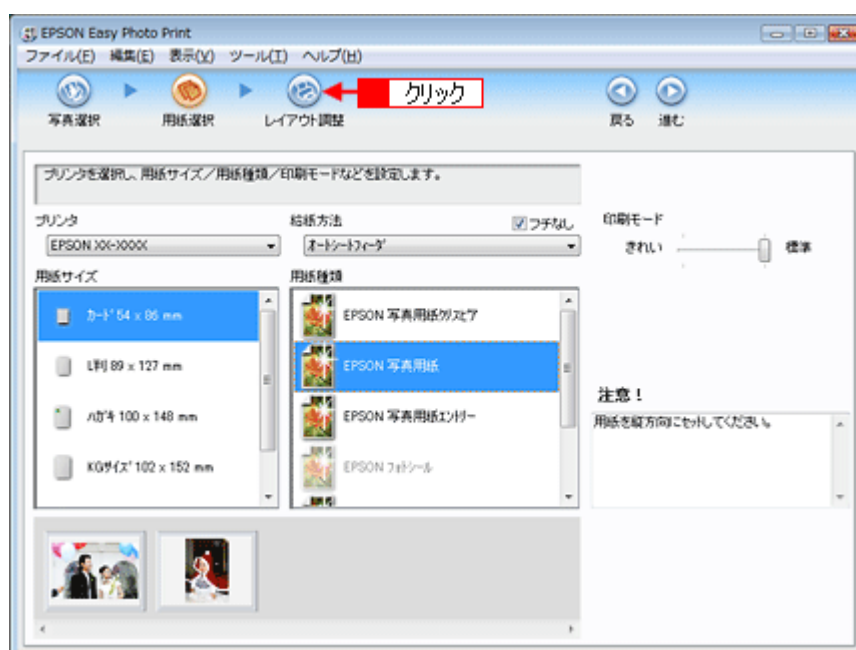 EPSON Easy Photo Print
ファイル(F) 編集(E) 表示(V) ツール(T) ヘルプ(H)
クリック
写真選択 用紙選択 レイアウト調整 戻る 進む
プリンタを選択し、用紙サイズ/用紙種類/印刷モードなどを設定します。
プリンタ 給紙方法 フチなし 印刷モード
EPSON XX-XXXX オートシートフィーダ きれい 標準
用紙サイズ 用紙種類
カード 54 x 86 mm EPSON 写真用紙クリスピア
L判 89 x 127 mm EPSON 写真用紙
ハガキ 100 x 148 mm EPSON 写真用紙エントリー
KGサイズ 102 x 152 mm EPSON フォトシール
注意!
用紙を縦方向にセットしてください。